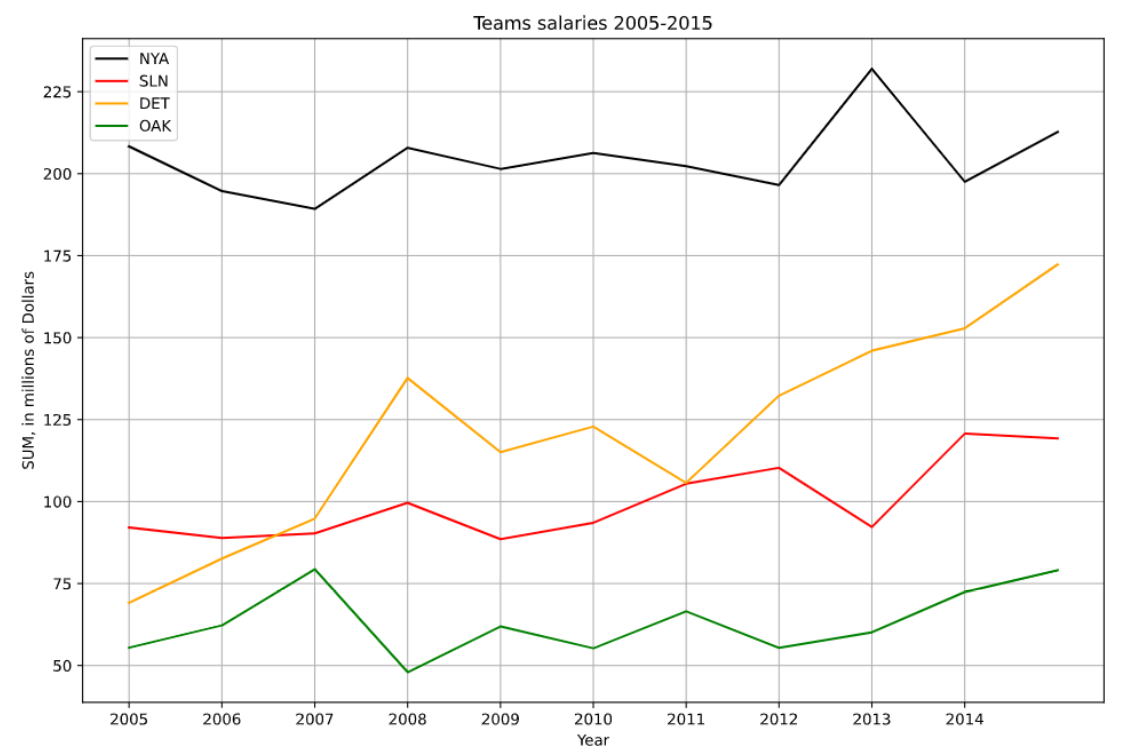 Teams salaries 2005-2015
NYA
SLN
DET
OAK
225
200
175
150
125
100
75
50
SUM, in millions of Dollars
2005 2006 2007 2008 2009 2010 2011 2012 2013 2014
Year